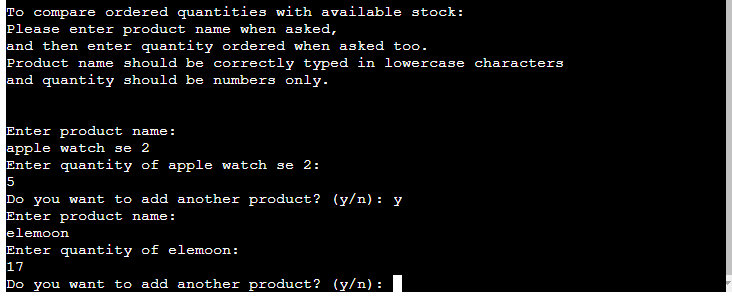 To compare ordered quantities with available stock:
Please enter product name when asked,
and then enter quantity ordered when asked too.
Product name should be correctly typed in lowercase characters
and quantity should be numbers only.
Enter product name:
apple watch se 2
Enter quantity of apple watch se 2:
5
Do you want to add another product? (y/n): y
Enter product name:
elemoon
Enter quantity of elemoon:
17
Do you want to add another product? (y/n):